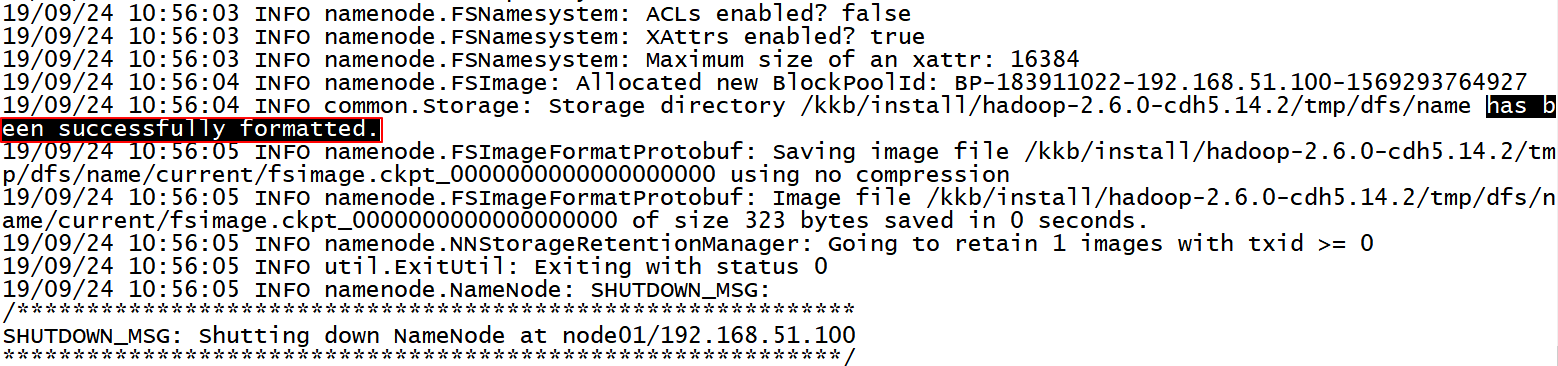 19/09/24 10:56:03 INFO namenode.FSNamesystem: ACLs enabled? false
19/09/24 10:56:03 INFO namenode.FSNamesystem: XAttrs enabled? true
19/09/24 10:56:03 INFO namenode.FSNamesystem: Maximum size of an xattr: 16384
19/09/24 10:56:04 INFO namenode.FSImage: Allocated new BlockPoolId: BP-183911022-192.168.51.100-1569293764927
19/09/24 10:56:04 INFO common.Storage: Storage directory /kkb/install/hadoop-2.6.0-cdh5.14.2/tmp/dfs/name has b
een successfully formatted.
19/09/24 10:56:05 INFO namenode.FSImageFormatProtobuf: Saving image file /kkb/install/hadoop-2.6.0-cdh5.14.2/tm
p/dfs/name/current/fsimage.ckpt_0000000000000000000 using no compression
19/09/24 10:56:05 INFO namenode.FSImageFormatProtobuf: Image file /kkb/install/hadoop-2.6.0-cdh5.14.2/tmp/dfs/n
ame/current/fsimage.ckpt_0000000000000000000 of size 323 bytes saved in 0 seconds.
19/09/24 10:56:05 INFO namenode.NNStorageRetentionManager: Going to retain 1 images with txid >= 0
19/09/24 10:56:05 INFO util.ExitUtil: Exiting with status 0
19/09/24 10:56:05 INFO namenode.NameNode: SHUTDOWN_MSG:
/************************************************************
SHUTDOWN_MSG: Shutting down NameNode at node01/192.168.51.100
************************************************************/